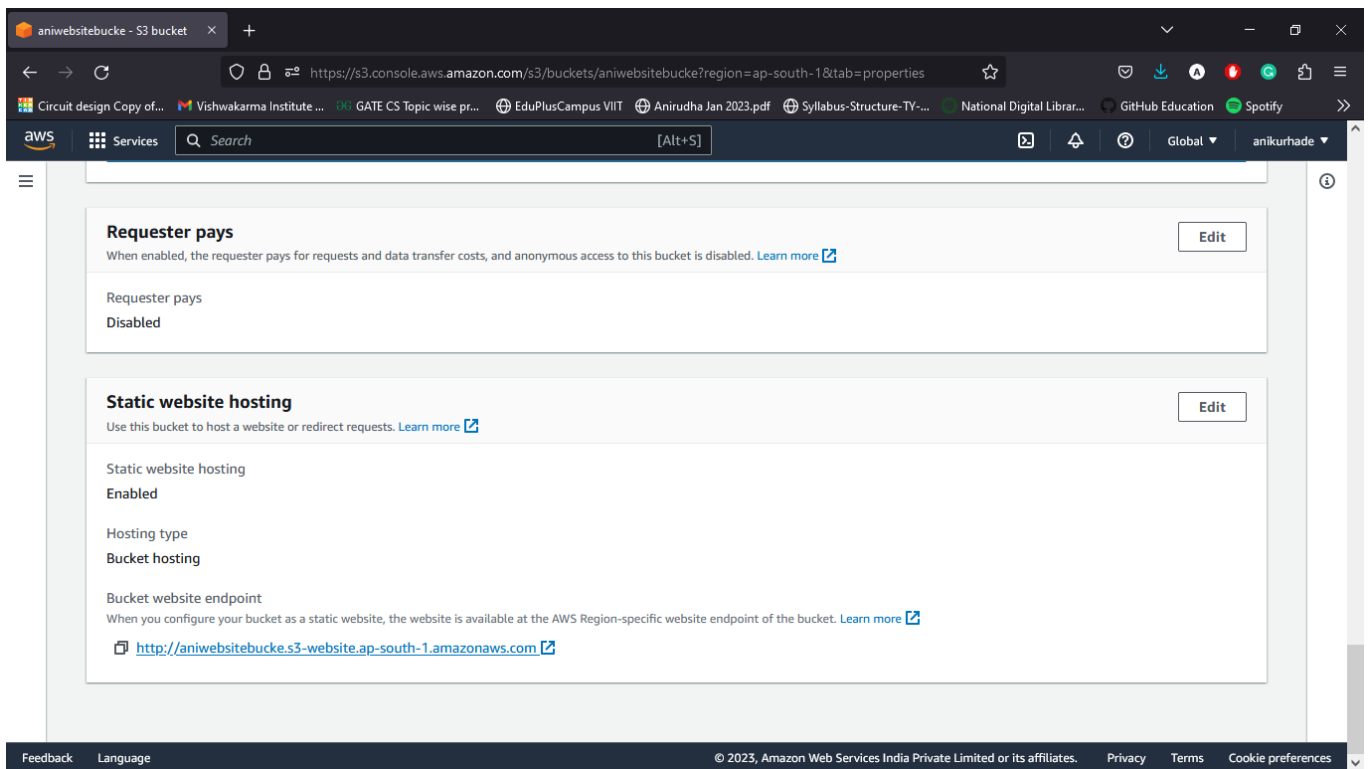 aniwebsitebucke - S3 bucket
https://s3.console.aws.amazon.com/s3/buckets/aniwebsitebucke?region=ap-south-1&tab=properties
Circuit design Copy of... Vishwakarma Institute ... GATE CS Topic wise pr... EduPlusCampus VIIT Anirudha Jan 2023.pdf Syllabus-Structure-TY-... National Digital Librar... GitHub Education Spotify
aws Services Search [Alt+S] Global anikurhade
Requester pays
Edit
When enabled, the requester pays for requests and data transfer costs, and anonymous access to this bucket is disabled. Learn more
Requester pays
Disabled
Static website hosting
Edit
Use this bucket to host a website or redirect requests. Learn more
Static website hosting
Enabled
Hosting type
Bucket hosting
Bucket website endpoint
When you configure your bucket as a static website, the website is available at the AWS Region-specific website endpoint of the bucket. Learn more
http://aniwebsitebucke.s3-website.ap-south-1.amazonaws.com
Feedback Language © 2023, Amazon Web Services India Private Limited or its affiliates. Privacy Terms Cookie preferences